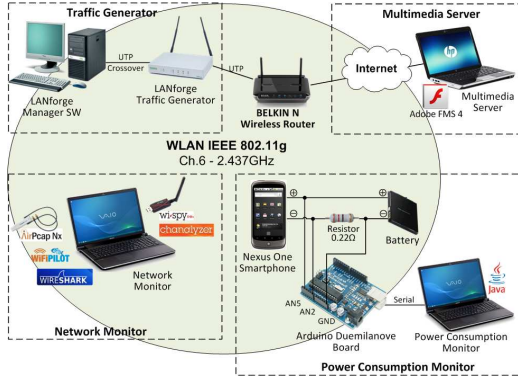 Traffic Generator
UTP
Crossover
LANforge
Manager SW
LANforge
Traffic Generator
UTP
BELKIN N
Wireless Router
Multimedia Server
Internet
hp
Adobe FMS 4
Multimedia
Server
WLAN IEEE 802.11g
Ch.6 - 2.437GHz
AirPcap Nx
WiFiPILOT
WIRESHARK
VAIO
wi-spy
chanalyzer
Network
Monitor
Network Monitor
Nexus One
Smartphone
Resistor
0.22Ω
Battery
AN5
AN2
GND
Serial
Arduino Duemilanove
Board
Java
VAIO
Power Consumption
Monitor
Power Consumption Monitor